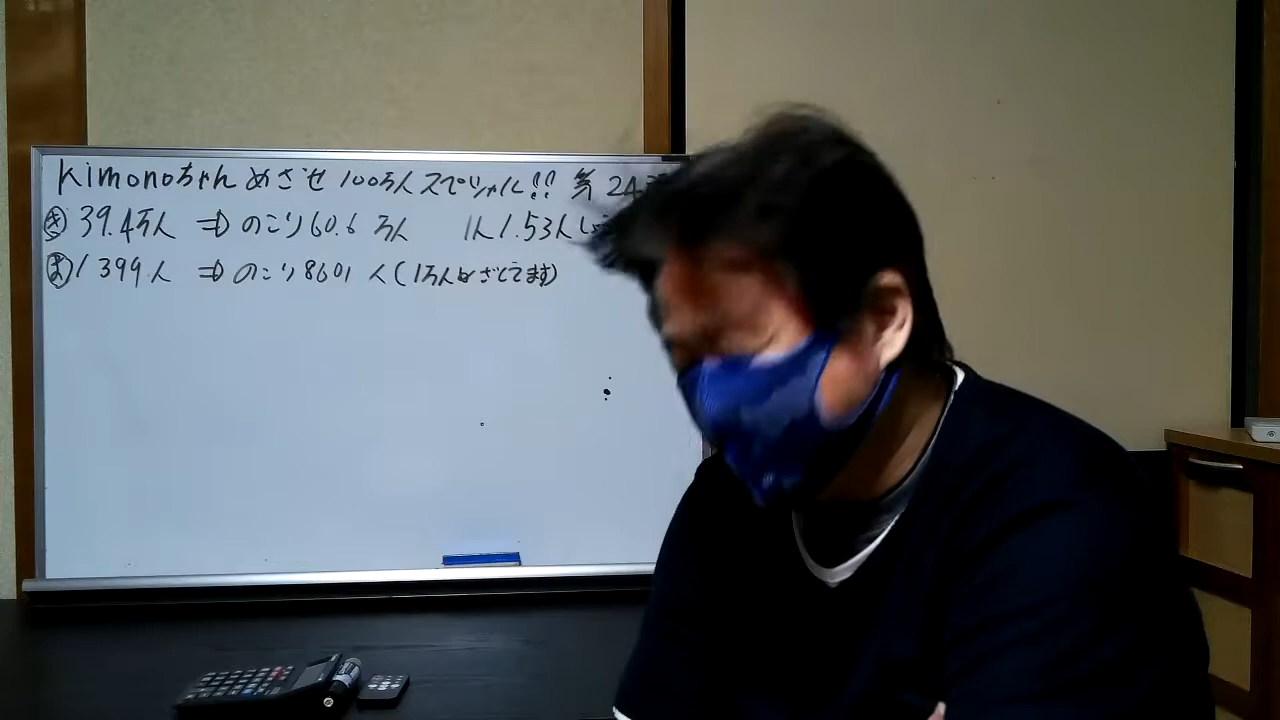 kimonoちゃん めざせ 100万人 スペシャル!! 第24
㋖ 39.4万人 ⇒ のこり60.6万人 1人1.53人
㋮ 1399人 ⇒ のこり8601人(1万人めざしてます)